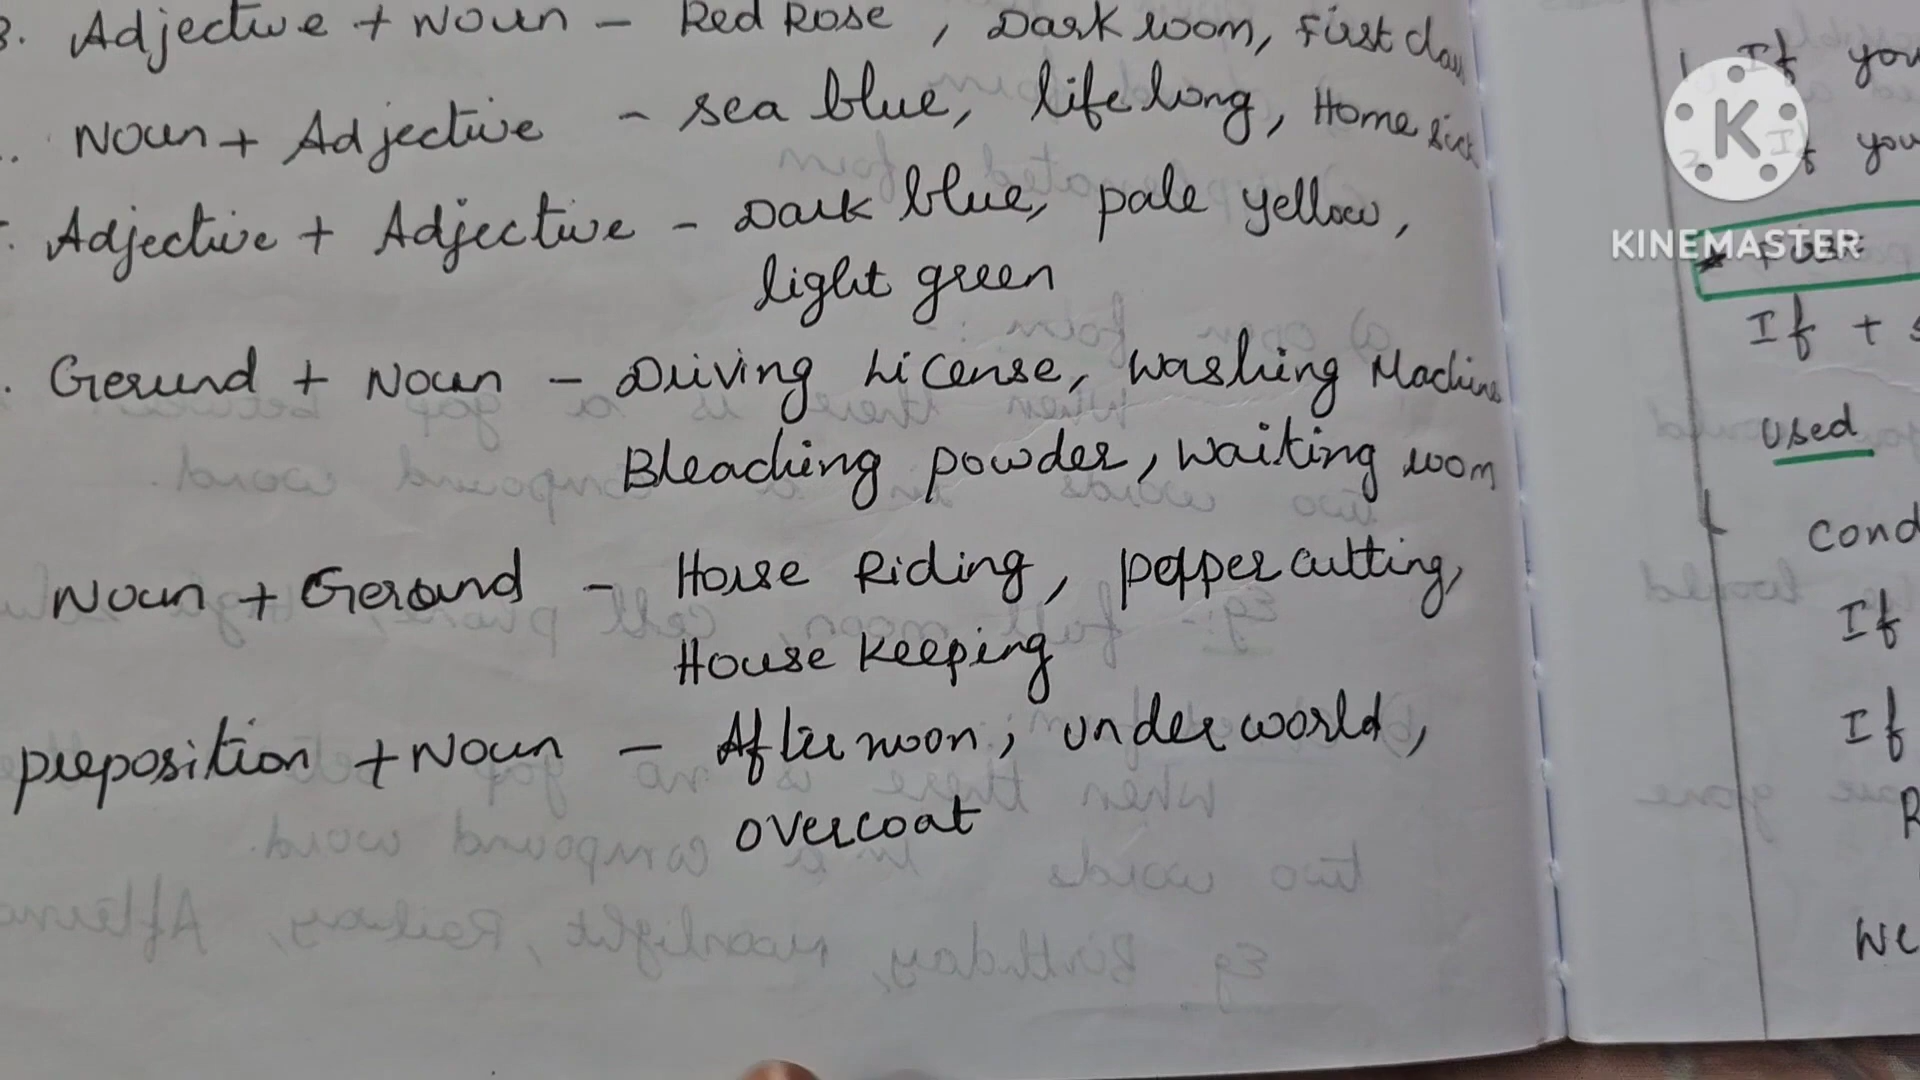 3. Adjective + Noun - Red Rose, Dark room, First class
Noun + Adjective - sea blue, life long, Home sick
Adjective + Adjective - Dark blue, pale yellow,
light green
Gerund + Noun - Driving License, Washing Machine
Bleaching powder, waiting room
Noun + Geround - Horse Riding, pepper cutting,
House Keeping
preposition + Noun - Afternoon, underworld,
overcoat
If you
If you
K
KINEMASTER
If + s
Used
Cond
If
If
R
We